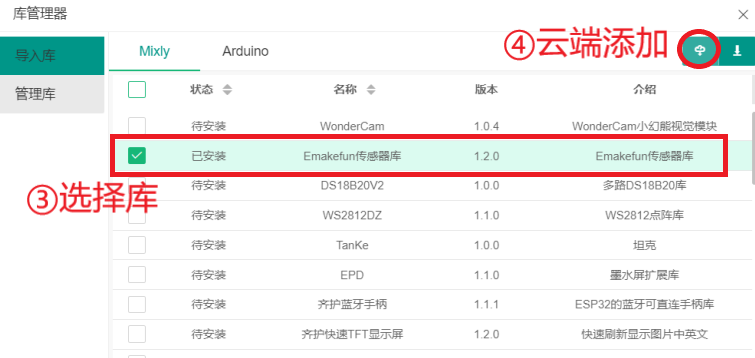 库管理器
④云端添加
导入库
Mixly Arduino
管理库
状态 名称 版本 介绍
待安装 WonderCam 1.0.4 WonderCam小幻熊视觉模块
已安装 Emakefun传感器库 1.2.0 Emakefun传感器库
待安装 DS18B20V2 1.0.0 多路DS18B20库
③选择库
待安装 WS2812DZ 1.1.0 WS2812点阵库
待安装 TanKe 1.0.0 坦克
待安装 EPD 1.1.0 墨水屏扩展库
待安装 齐护蓝牙手柄 1.1.1 ESP32的蓝牙可直连手柄库
待安装 齐护快速TFT显示屏 1.2.0 快速刷新显示图片中英文